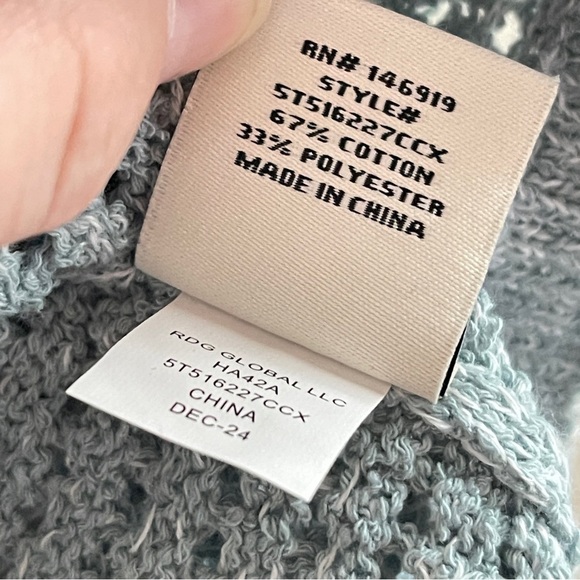 RN# 146919
STYLE#
5T516227CCX
67% COTTON
33% POLYESTER
MADE IN CHINA
RDG GLOBAL LLC
HA42A
5T516227CCX
CHINA
DEC-24